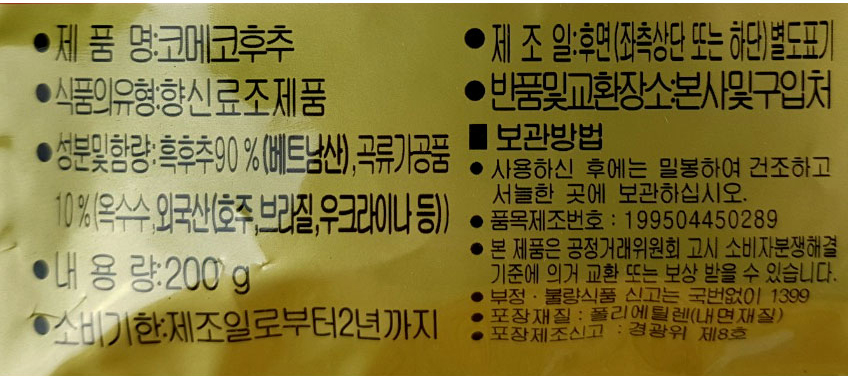 ● 제 품 명:코메코후추
● 식품의유형:향신료조제품
● 성분및함량:흑후추90%(베트남산),곡류가공품
10%(옥수수,외국산(호주,브라질,우크라이나 등))
● 내 용 량:200 g
● 소비기한:제조일로부터2년까지
● 제 조 일:후면(좌측상단 또는 하단)별도표기
● 반품및교환장소:본사및구입처
■ 보관방법
● 사용하신 후에는 밀봉하여 건조하고
서늘한 곳에 보관하십시오.
● 품목제조번호 : 199504450289
● 본 제품은 공정거래위원회 고시 소비자분쟁해결
기준에 의거 교환 또는 보상 받을 수 있습니다.
● 부정·불량식품 신고는 국번없이 1399
● 포장재질 : 폴리에틸렌(내면재질)
● 포장제조신고 : 경광위 제8호